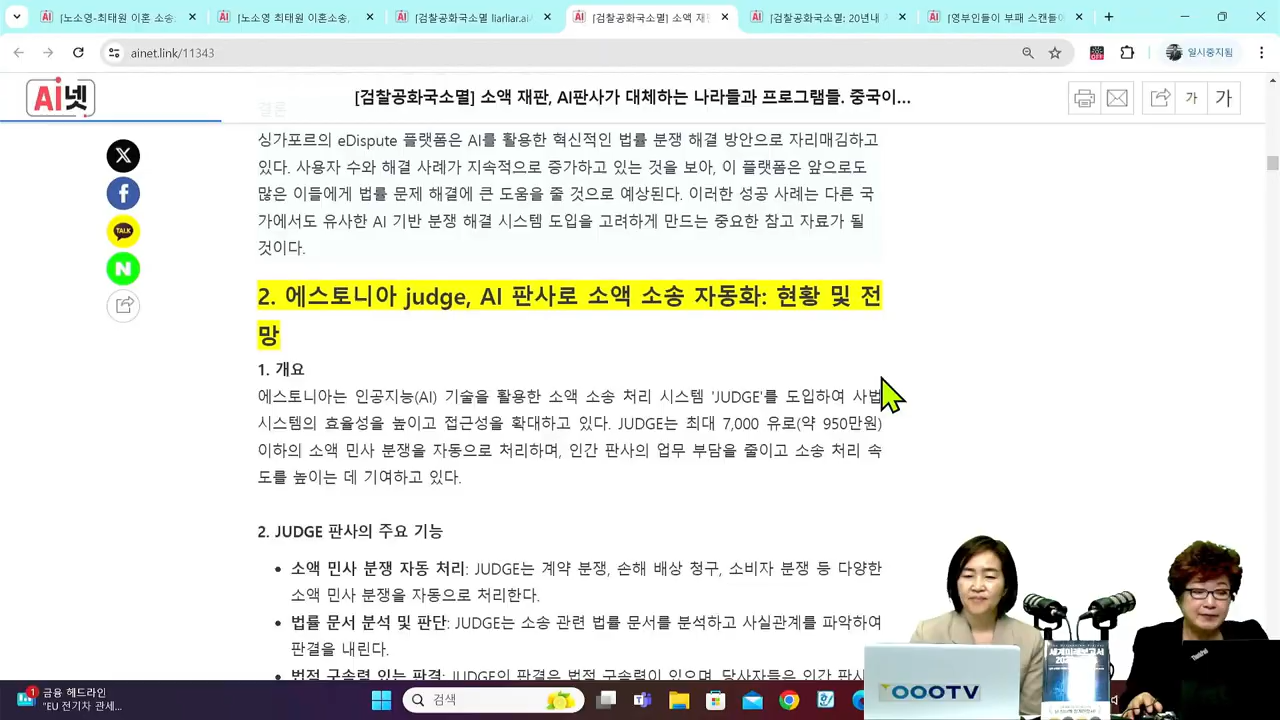 [노소영 최태원 이혼 소송.
[노소영 최태원 이혼소송,
[검찰공화국소멸] liarliar.ai
[검찰공화국소멸] 소액 재판
[검찰공화국소멸: 20년내
[영부인들이 부패 스캔들
ainet.link/11343
OFF
일시중지됨
Ai넷
[검찰공화국소멸] 소액 재판, AI판사가 대체하는 나라들과 프로그램들. 중국이...
가 가
결론
싱가포르의 eDispute 플랫폼은 AI를 활용한 혁신적인 법률 분쟁 해결 방안으로 자리매김하고
있다. 사용자 수와 해결 사례가 지속적으로 증가하고 있는 것을 보아, 이 플랫폼은 앞으로도
많은 이들에게 법률 문제 해결에 큰 도움을 줄 것으로 예상된다. 이러한 성공 사례는 다른 국
가에서도 유사한 AI 기반 분쟁 해결 시스템 도입을 고려하게 만드는 중요한 참고 자료가 될
것이다.
TALK
N
2. 에스토니아 judge, AI 판사로 소액 소송 자동화: 현황 및 전
망
1. 개요
에스토니아는 인공지능(AI) 기술을 활용한 소액 소송 처리 시스템 'JUDGE'를 도입하여 사법
시스템의 효율성을 높이고 접근성을 확대하고 있다. JUDGE는 최대 7,000 유로(약 950만원)
이하의 소액 민사 분쟁을 자동으로 처리하며, 인간 판사의 업무 부담을 줄이고 소송 처리 속
도를 높이는 데 기여하고 있다.
2. JUDGE 판사의 주요 기능
• 소액 민사 분쟁 자동 처리: JUDGE는 계약 분쟁, 손해 배상 청구, 소비자 분쟁 등 다양한
소액 민사 분쟁을 자동으로 처리한다.
• 법률 문서 분석 및 판단: JUDGE는 소송 관련 법률 문서를 분석하고 사실관계를 파악하여
판결을 내린다.
ThinkPad
OOOTV
1
금융 헤드라인
"EU 전기차 관세...
검색